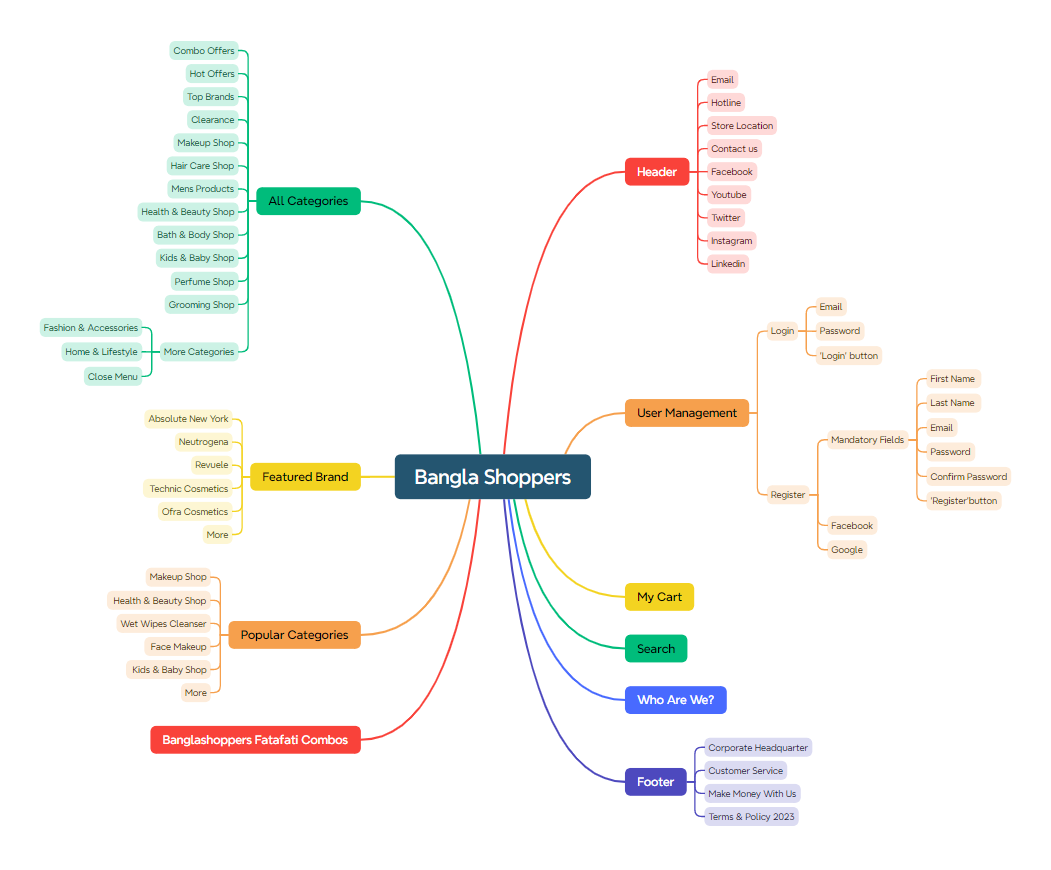 Bangla Shoppers
Header
Email
Hotline
Store Location
Contact us
Facebook
Youtube
Twitter
Instagram
Linkedin
User Management
Login
Email
Password
'Login' button
Register
Mandatory Fields
First Name
Last Name
Email
Password
Confirm Password
'Register'button
Facebook
Google
My Cart
Search
Who Are We?
Footer
Corporate Headquarter
Customer Service
Make Money With Us
Terms & Policy 2023
All Categories
Combo Offers
Hot Offers
Top Brands
Clearance
Makeup Shop
Hair Care Shop
Mens Products
Health & Beauty Shop
Bath & Body Shop
Kids & Baby Shop
Perfume Shop
Grooming Shop
More Categories
Fashion & Accessories
Home & Lifestyle
Close Menu
Featured Brand
Absolute New York
Neutrogena
Revuele
Technic Cosmetics
Ofra Cosmetics
More
Popular Categories
Makeup Shop
Health & Beauty Shop
Wet Wipes Cleanser
Face Makeup
Kids & Baby Shop
More
Banglashoppers Fatafati Combos